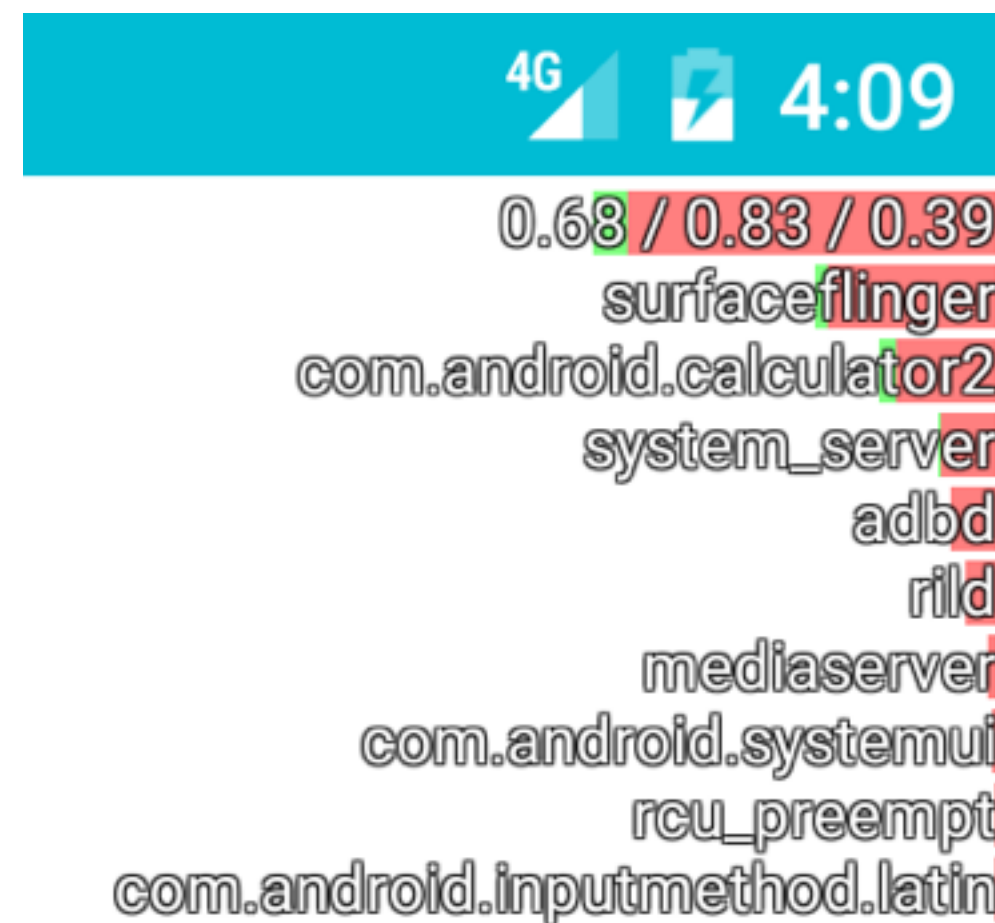 4G 4:09
0.68 / 0.83 / 0.39
surfaceflinger
com.android.calculator2
system_server
adbd
rild
mediaserver
com.android.systemui
rcu_preempt
com.android.inputmethod.latin